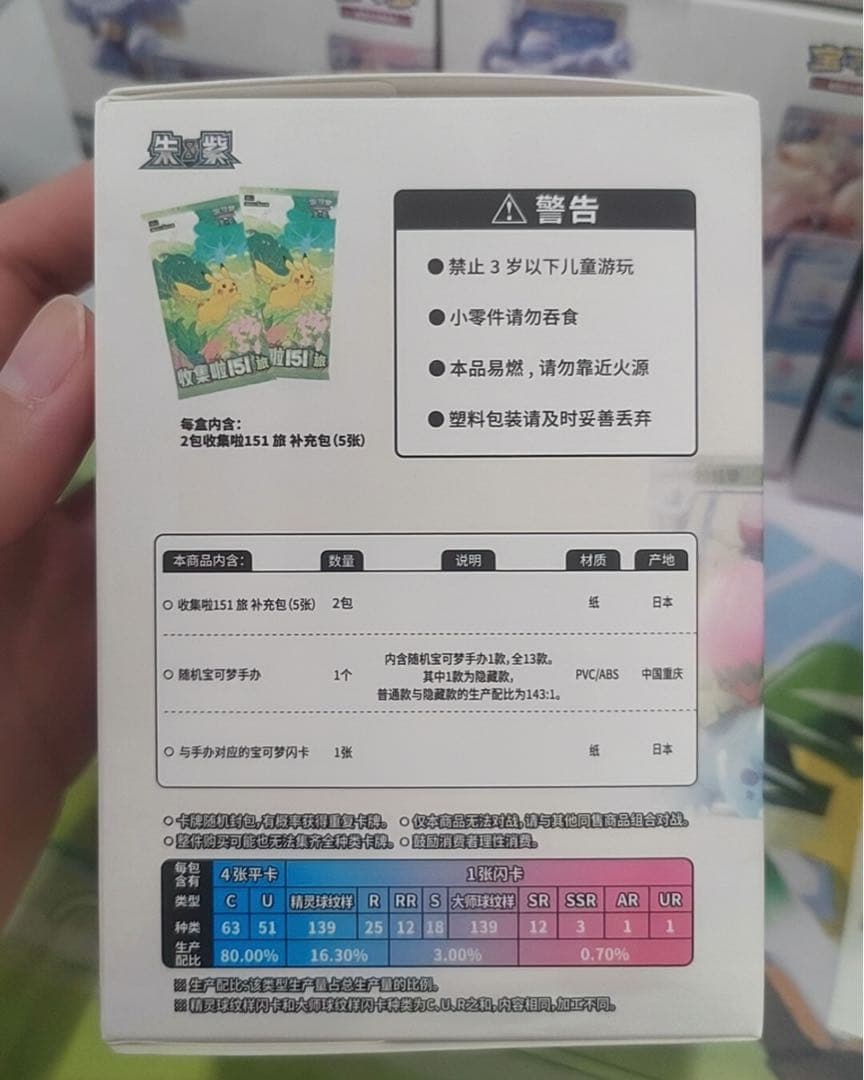 朱&紫
收集啦151 旅
收集啦151 旅
每盒内含：
2包收集啦151 旅 补充包（5张）
警告
●禁止 3 岁以下儿童游玩
●小零件请勿吞食
●本品易燃，请勿靠近火源
●塑料包装请及时妥善丢弃
本商品内含： 数量 说明 材质 产地
○ 收集啦151 旅 补充包（5张） 2包 纸 日本
○ 随机宝可梦手办 1个 内含随机宝可梦手办1款，全13款。 PVC/ABS 中国重庆
其中1款为隐藏款，
普通款与隐藏款的生产配比为143:1。
○ 与手办对应的宝可梦闪卡 1张 纸 日本
○ 卡牌随机封包，有概率获得重复卡牌。 ○ 仅本商品无法对战，请与其他同售商品组合对战。
○ 整件购买可能也无法集齐全种类卡牌。 ○ 鼓励消费者理性消费。
每包含有 4张平卡 1张闪卡
类型 C U 精灵球纹样 R RR S 大师球纹样 SR SSR AR UR
种类 63 51 139 25 12 18 139 12 3 1 1
生产配比 80.00% 16.30% 3.00% 0.70%
※ 生产配比：该类型生产量占总生产量的比例。
※ 精灵球纹样闪卡和大师球纹样闪卡种类为C、U、R之和，内容相同，加工不同。